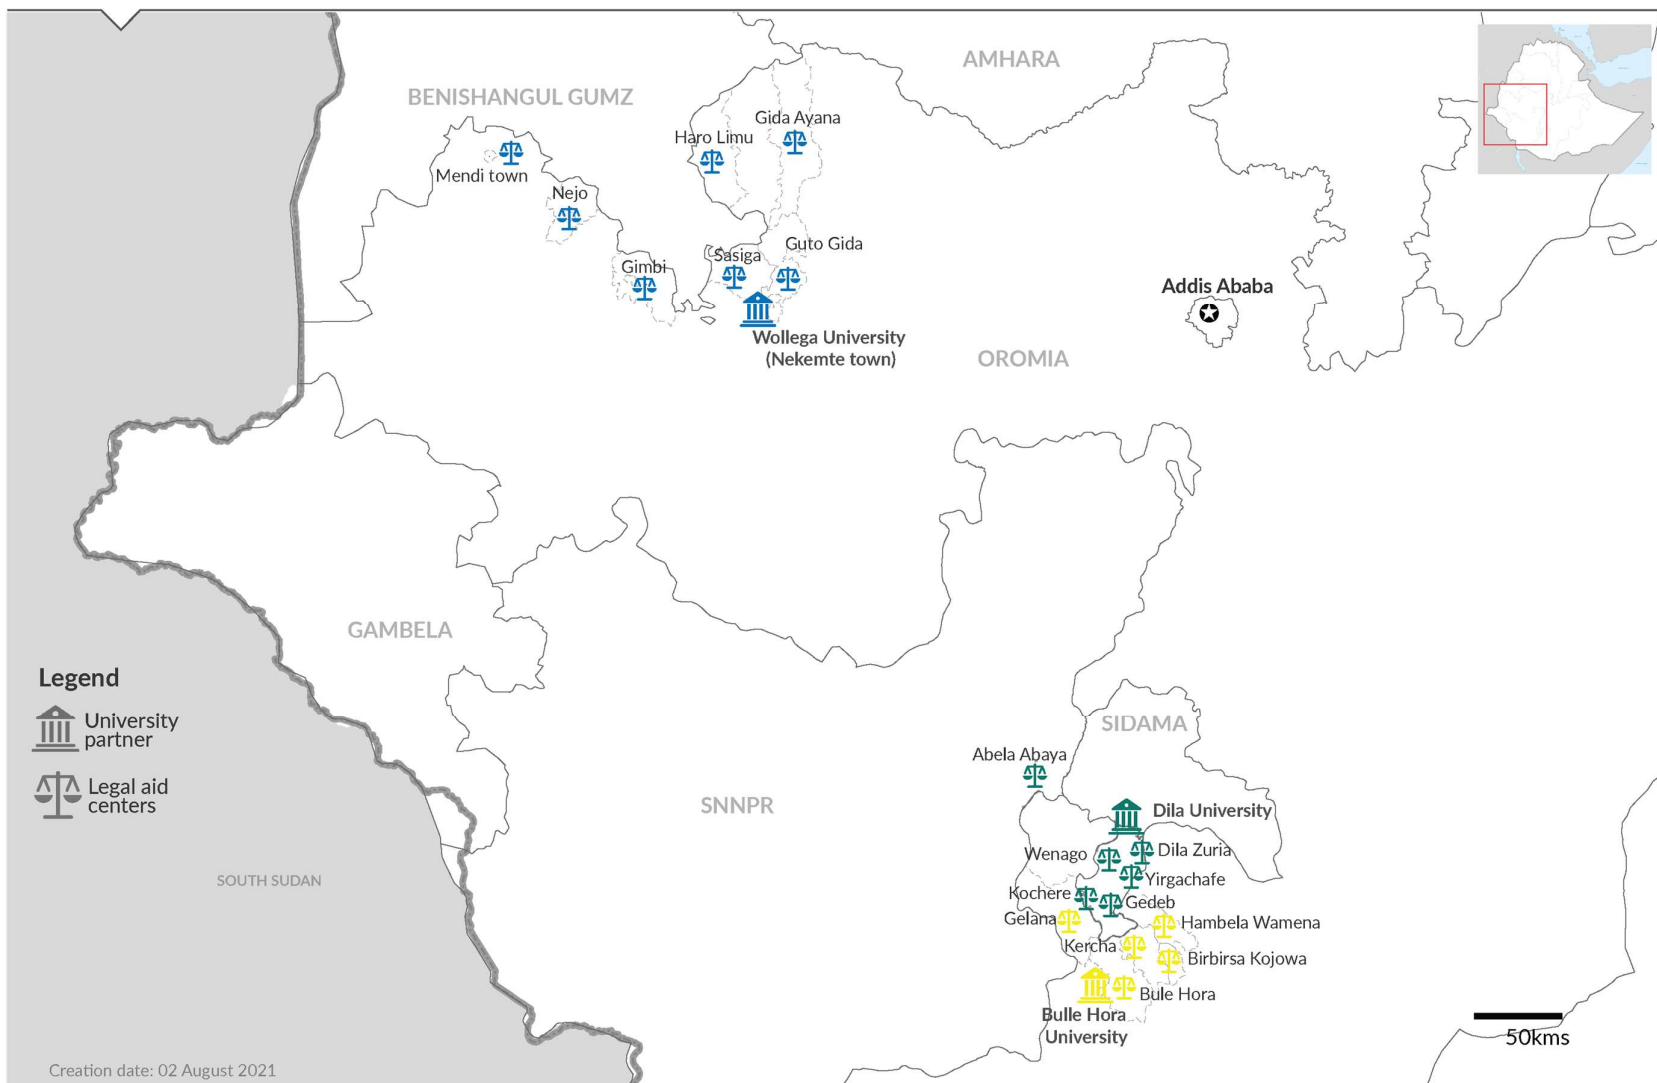 AMHARA
BENISHANGUL GUMZ
Gida Ayana
Haro Limu
Mendi town
Nejo
Guto Gida
Sasiga
Gimbi
Addis Ababa
Wollega University
(Nekemte town)
OROMIA
GAMBELA
Legend
University
partner
Legal aid
centers
SIDAMA
Abela Abaya
SNNPR
Dila University
Wenago
Dila Zuria
Yirgachafe
SOUTH SUDAN
Kochere
Gedeb
Gelana
Hambela Wamena
Kercha
Birbirsa Kojowa
Bule Hora
Bulle Hora
University
50kms
Creation date: 02 August 2021